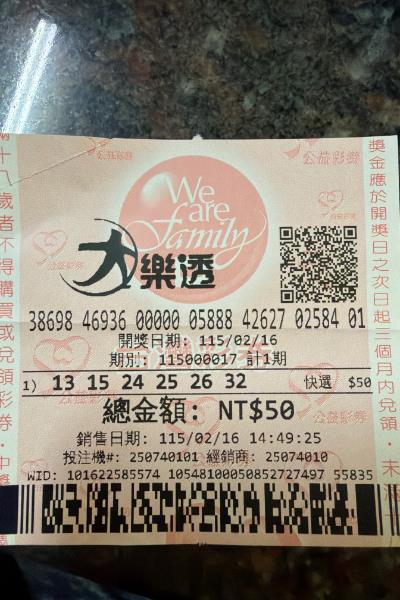 公益彩券
We are Family
大樂透
38698 46936 00000 05888 42627 02584 01
開獎日期: 115/02/16
期別: 115000017 計1期
1) 13 15 24 25 26 32 快選 $50
總金額: NT$50
銷售日期: 115/02/16 14:49:25
投注機#: 250740101 經銷商: 25074010
WID: 101622585574 10548100050852727497 55835
十八歲者不得購買或兌領彩券・中獎
獎金應於開獎日之次日起三個月內兌領・未